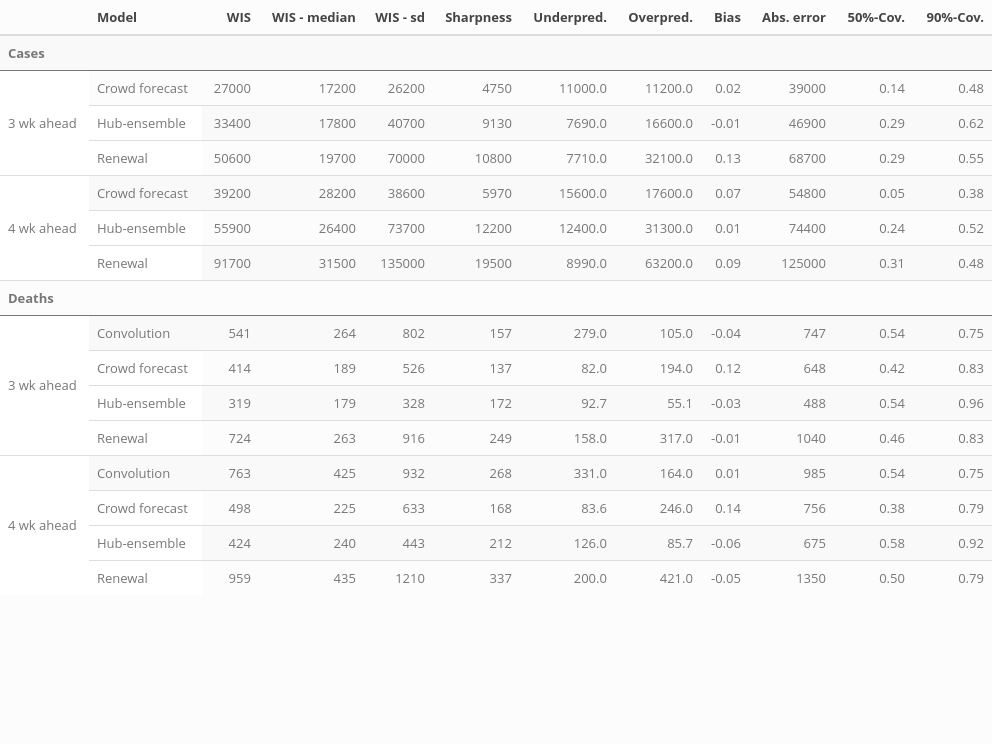 Model WIS WIS - median WIS - sd Sharpness Underpred. Overpred. Bias Abs. error 50%-Cov. 90%-Cov.
Cases
3 wk ahead
Crowd forecast 27000 17200 26200 4750 11000.0 11200.0 0.02 39000 0.14 0.48
Hub-ensemble 33400 17800 40700 9130 7690.0 16600.0 -0.01 46900 0.29 0.62
Renewal 50600 19700 70000 10800 7710.0 32100.0 0.13 68700 0.29 0.55
4 wk ahead
Crowd forecast 39200 28200 38600 5970 15600.0 17600.0 0.07 54800 0.05 0.38
Hub-ensemble 55900 26400 73700 12200 12400.0 31300.0 0.01 74400 0.24 0.52
Renewal 91700 31500 135000 19500 8990.0 63200.0 0.09 125000 0.31 0.48
Deaths
3 wk ahead
Convolution 541 264 802 157 279.0 105.0 -0.04 747 0.54 0.75
Crowd forecast 414 189 526 137 82.0 194.0 0.12 648 0.42 0.83
Hub-ensemble 319 179 328 172 92.7 55.1 -0.03 488 0.54 0.96
Renewal 724 263 916 249 158.0 317.0 -0.01 1040 0.46 0.83
4 wk ahead
Convolution 763 425 932 268 331.0 164.0 0.01 985 0.54 0.75
Crowd forecast 498 225 633 168 83.6 246.0 0.14 756 0.38 0.79
Hub-ensemble 424 240 443 212 126.0 85.7 -0.06 675 0.58 0.92
Renewal 959 435 1210 337 200.0 421.0 -0.05 1350 0.50 0.79